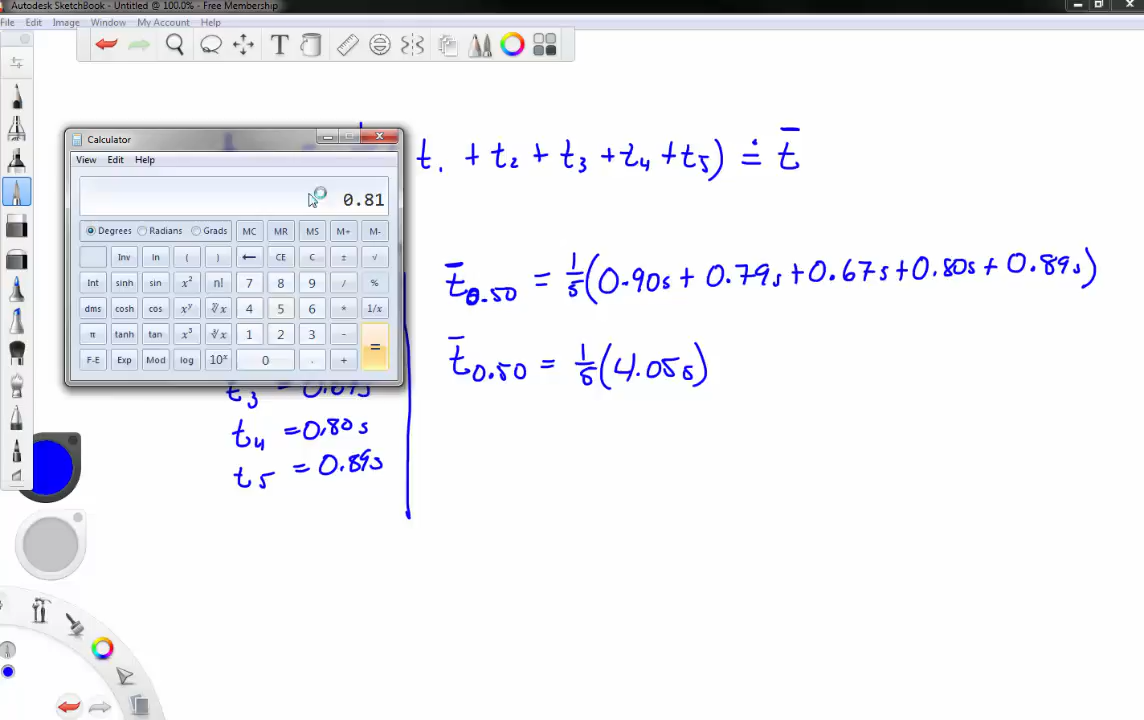 Autodesk SketchBook - Untitled @ 100.0% - Free Membership
File Edit Image Window My Account Help
t₁ + t₂ + t₃ + t₄ + t₅) ≐ t̄
Calculator
View Edit Help
0.81
Degrees Radians Grads MC MR MS M+ M-
Inv ln ( ) ← CE C ± √
Int sinh sin x² n! 7 8 9 / %
dms cosh cos xʸ ʸ√x 4 5 6 * 1/x
π tanh tan x³ ³√x 1 2 3 - =
F-E Exp Mod log 10ˣ 0 . +
t̄₀.₅₀ = 1/5(0.90s + 0.79s + 0.67s + 0.80s + 0.89s)
t̄₀.₅₀ = 1/5(4.05s)
t₃ = 0.67s
t₄ = 0.80s
t₅ = 0.89s